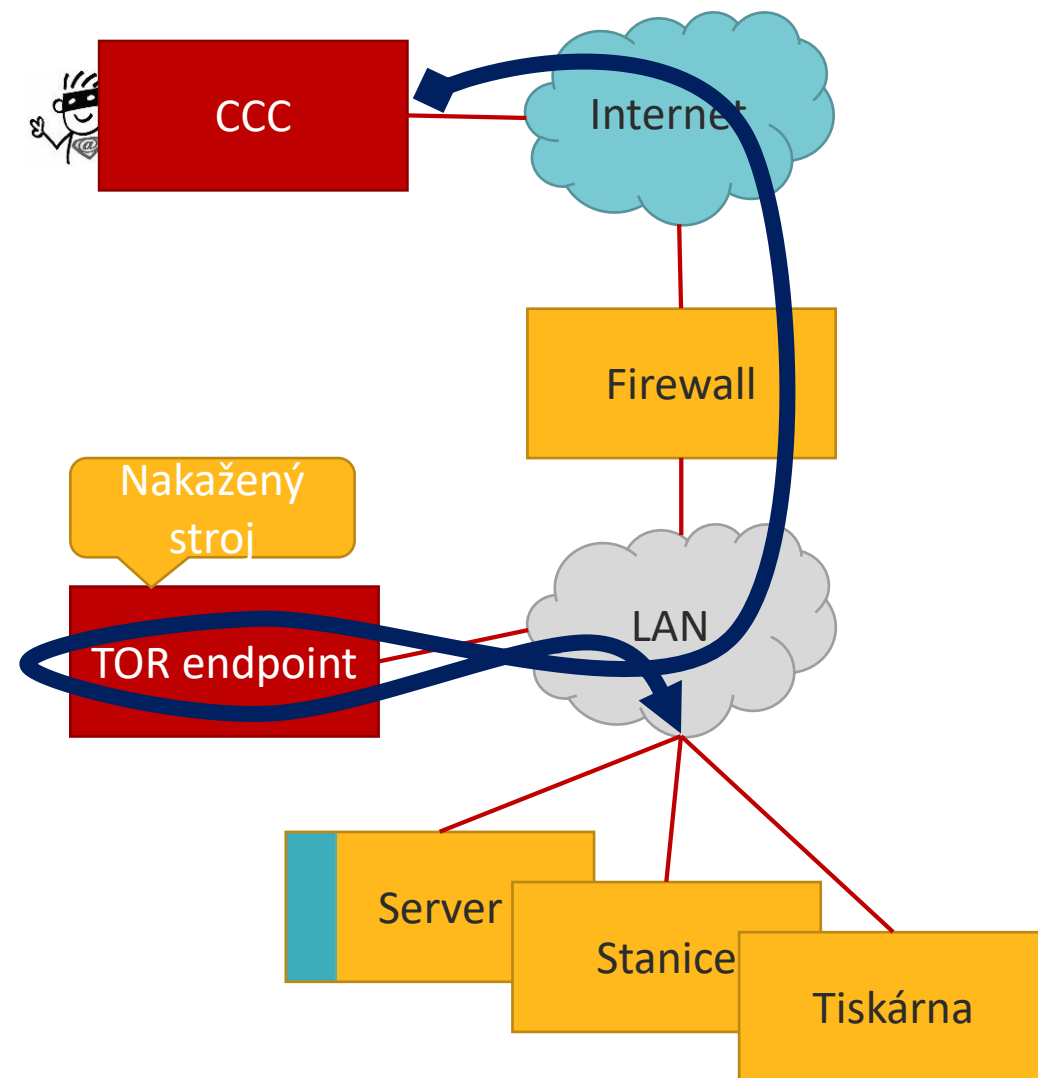 CCC
Internet
@
Firewall
Nakažený
stroj
LAN
TOR endpoint
Server
Stanice
Tiskárna